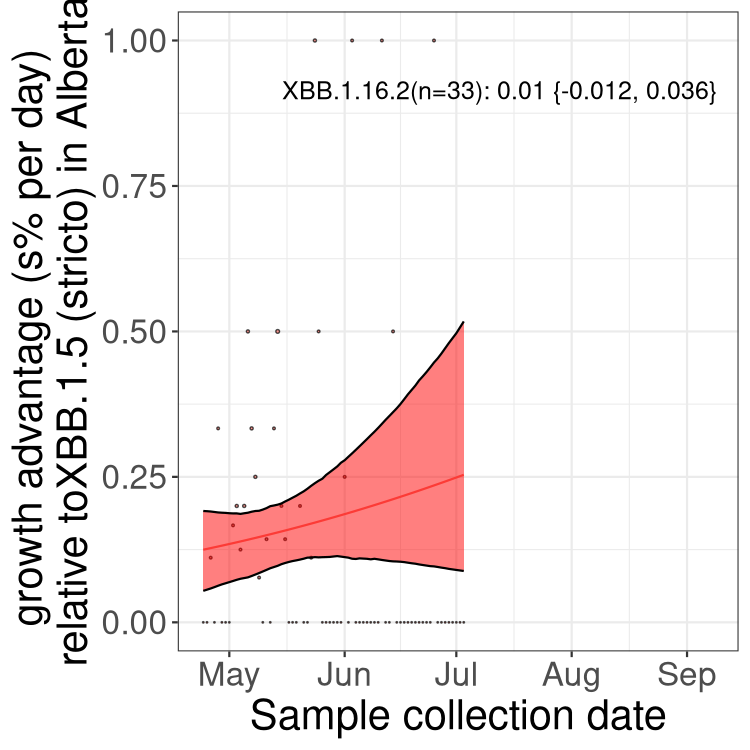 growth advantage (s% per day)
relative toXBB.1.5 (stricto) in Alberta
1.00
0.75
0.50
0.25
0.00
XBB.1.16.2(n=33): 0.01 {-0.012, 0.036}
May Jun Jul Aug Sep
Sample collection date